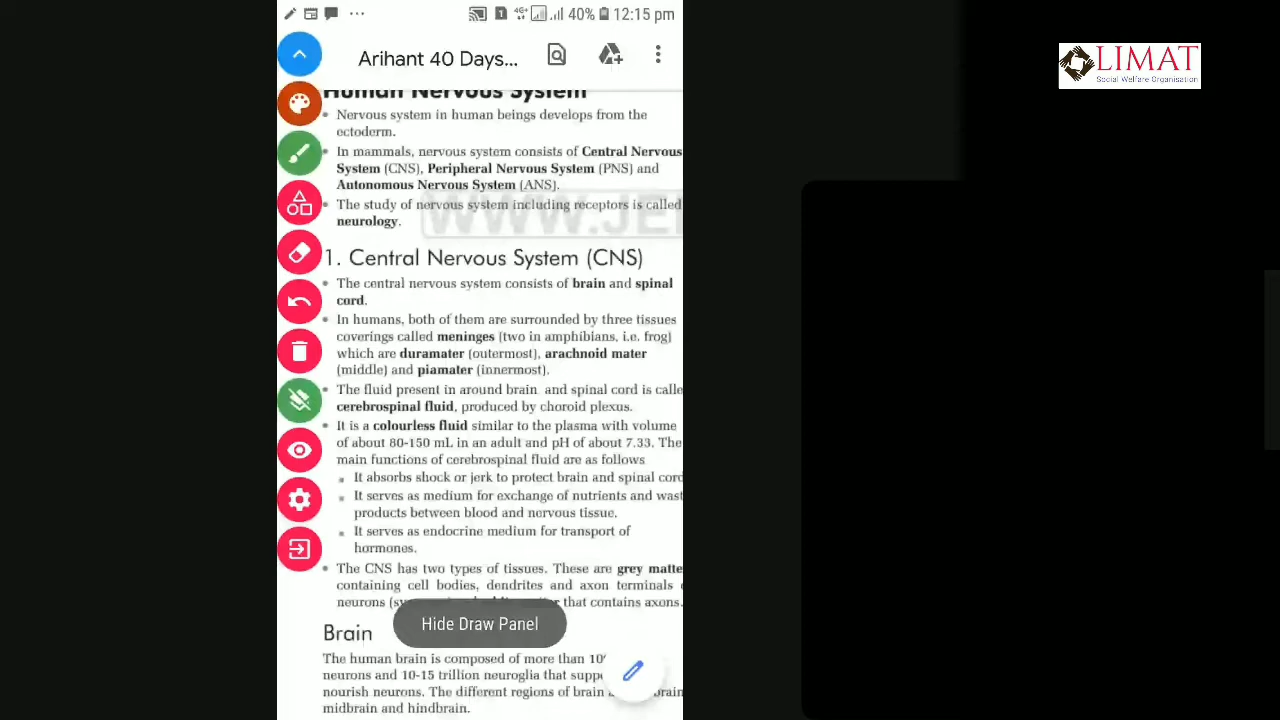 12:15 pm
40%
4G+
1
Arihant 40 Days...
LIMAT
Social Welfare Organisation
Human Nervous System
Nervous system in human beings develops from the
ectoderm.
In mammals, nervous system consists of Central Nervous
System (CNS), Peripheral Nervous System (PNS) and
Autonomous Nervous System (ANS).
The study of nervous system including receptors is called
neurology.
WWW.JE
1. Central Nervous System (CNS)
The central nervous system consists of brain and spinal
cord.
In humans, both of them are surrounded by three tissues
coverings called meninges (two in amphibians, i.e. frog)
which are duramater (outermost), arachnoid mater
(middle) and piamater (innermost).
The fluid present in around brain and spinal cord is calle
cerebrospinal fluid, produced by choroid plexus.
It is a colourless fluid similar to the plasma with volume
of about 80-150 mL in an adult and pH of about 7.33. The
main functions of cerebrospinal fluid are as follows
It absorbs shock or jerk to protect brain and spinal cord
It serves as medium for exchange of nutrients and wast
products between blood and nervous tissue.
It serves as endocrine medium for transport of
hormones.
The CNS has two types of tissues. These are grey matte
containing cell bodies, dendrites and axon terminals
neurons that contains axons.
Hide Draw Panel
Brain
The human brain is composed of more than
neurons and 10-15 trillion neuroglia that
nourish neurons. The different regions of brain
midbrain and hindbrain.